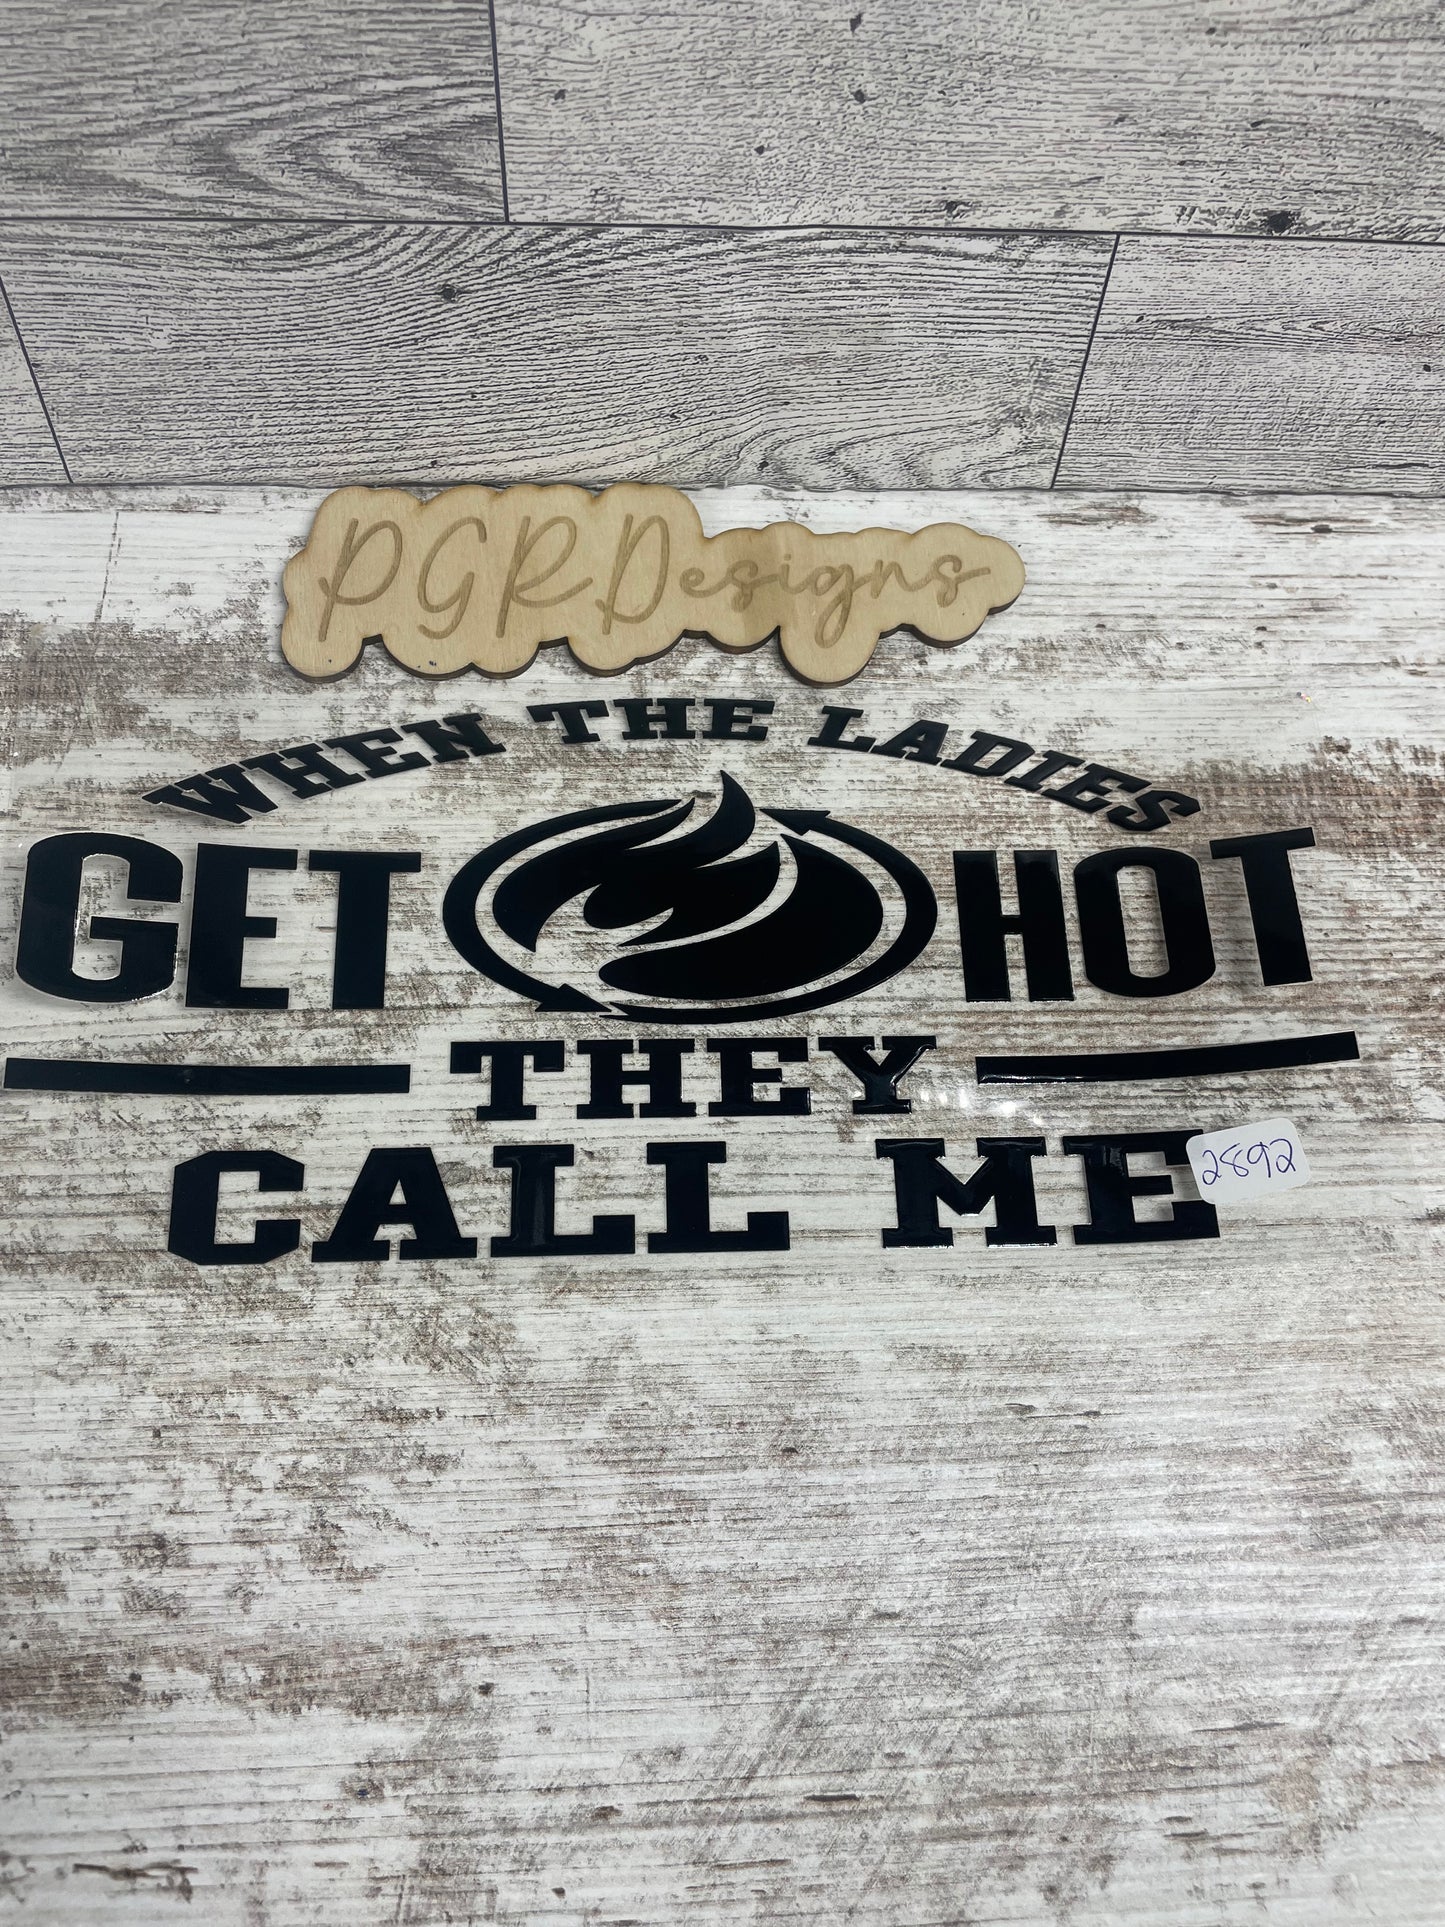 PGRDesigns
WHEN THE LADIES
GET HOT
THEY
CALL ME
2892